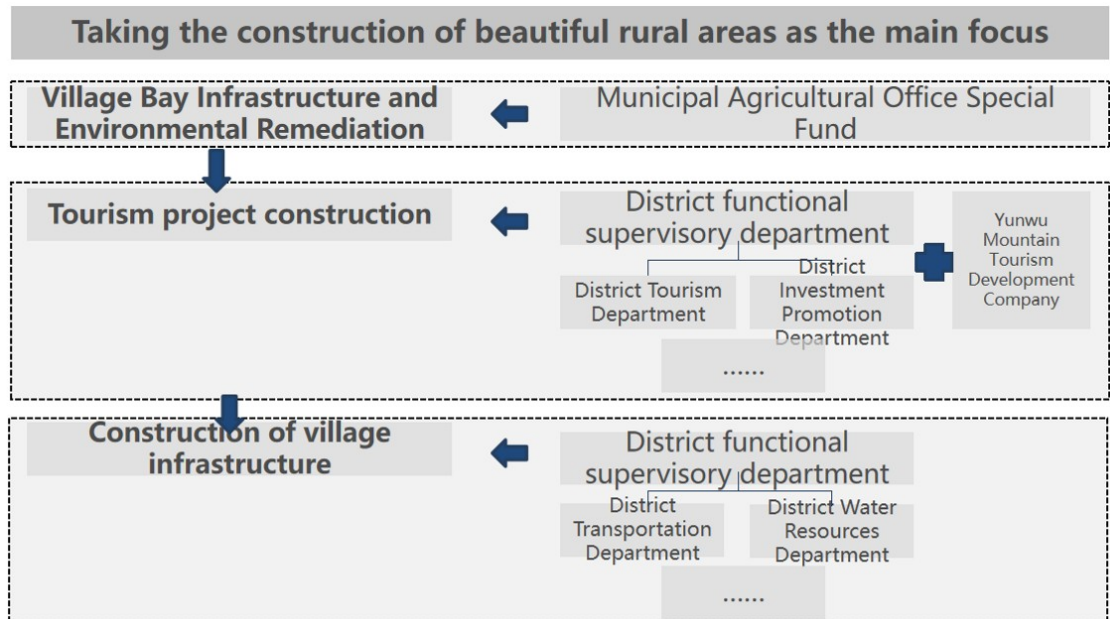 Taking the construction of beautiful rural areas as the main focus
Village Bay Infrastructure and
Environmental Remediation
Municipal Agricultural Office Special
Fund
Tourism project construction
District functional
supervisory department
District Tourism
Department
District
Investment
Promotion
Department
......
Yunwu
Mountain
Tourism
Development
Company
Construction of village
infrastructure
District functional
supervisory department
District
Transportation
Department
District Water
Resources
Department
......